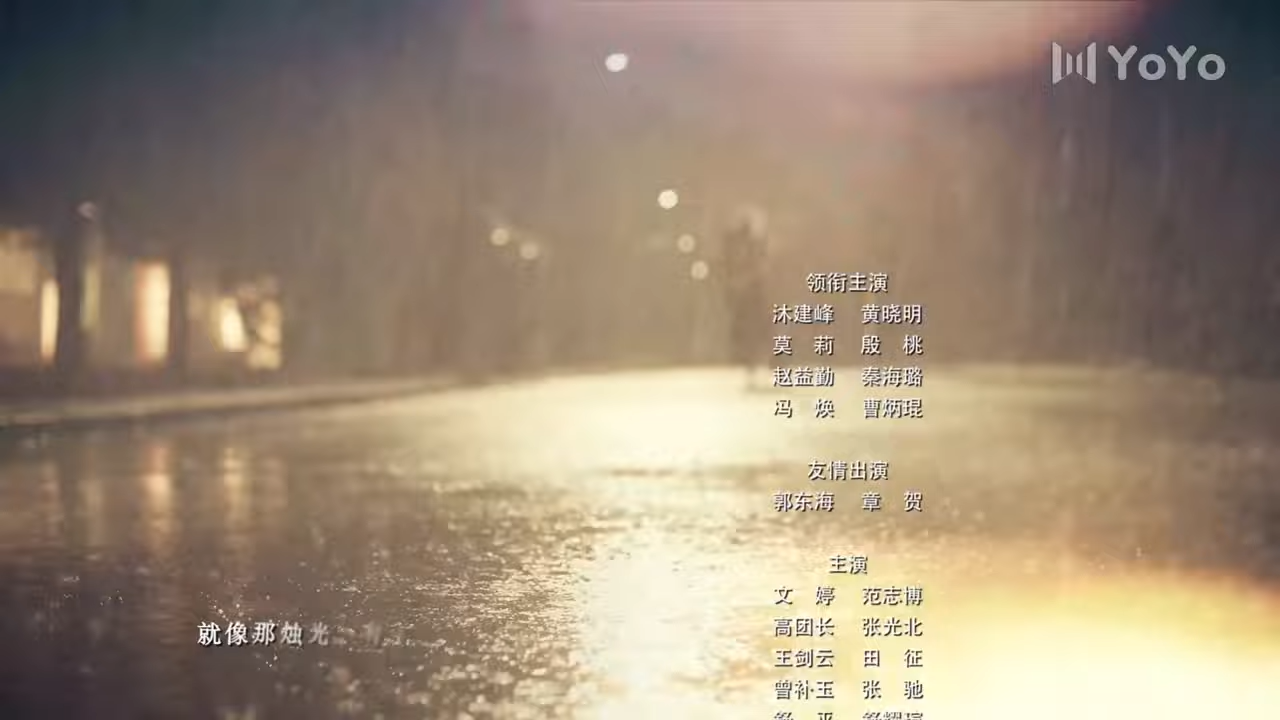 YoYo
领衔主演
沐建峰 黄晓明
莫 莉 殷 桃
赵益勤 秦海璐
冯 焕 曹炳琨
友情出演
郭东海 章 贺
主演
文 婷 范志博
高团长 张光北
王剑云 田 征
曾补玉 张 驰
就像那烛光